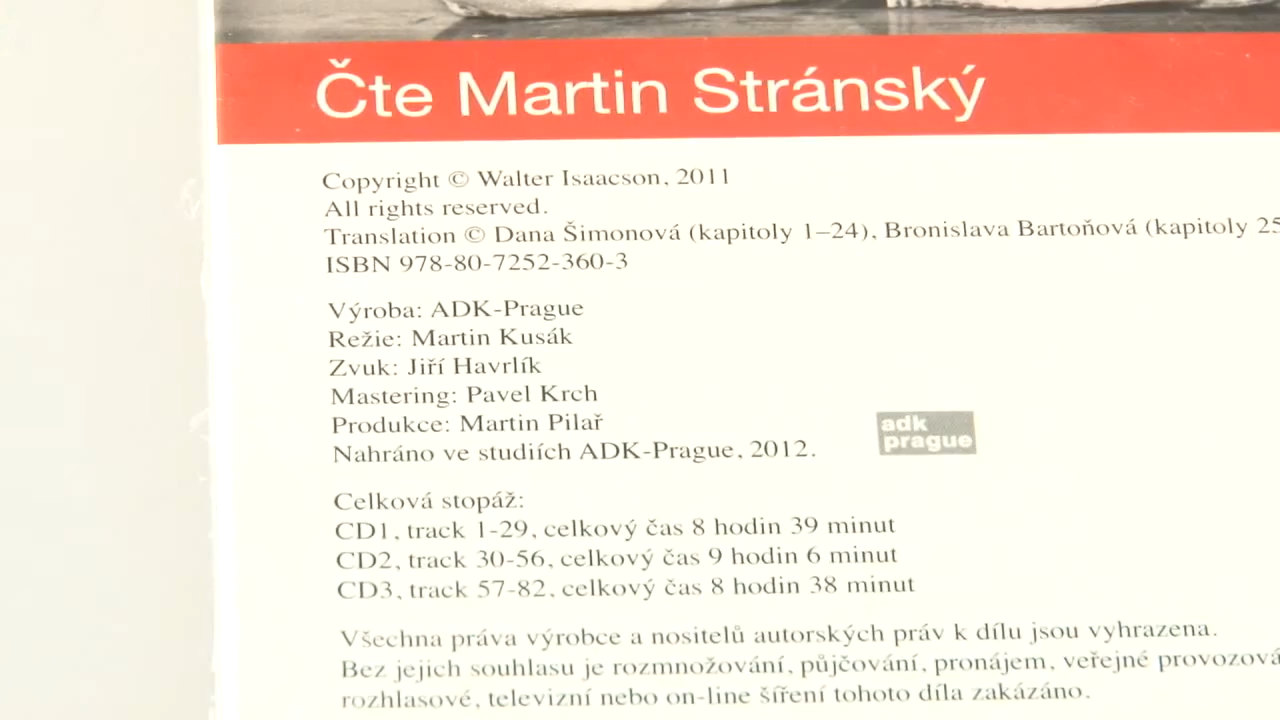 Čte Martin Stránský
Copyright © Walter Isaacson, 2011
All rights reserved.
Translation © Dana Šimonová (kapitoly 1–24), Bronislava Bartoňová (kapitoly 25
ISBN 978-80-7252-360-3
Výroba: ADK-Prague
Režie: Martin Kusák
Zvuk: Jiří Havrlík
Mastering: Pavel Krch
Produkce: Martin Pilař
Nahráno ve studiích ADK-Prague, 2012.
adk
prague
Celková stopáž:
CD1, track 1-29, celkový čas 8 hodin 39 minut
CD2, track 30-56, celkový čas 9 hodin 6 minut
CD3, track 57-82, celkový čas 8 hodin 38 minut
Všechna práva výrobce a nositelů autorských práv k dílu jsou vyhrazena.
Bez jejich souhlasu je rozmnožování, půjčování, pronájem, veřejné provozová
rozhlasové, televizní nebo on-line šíření tohoto díla zakázáno.